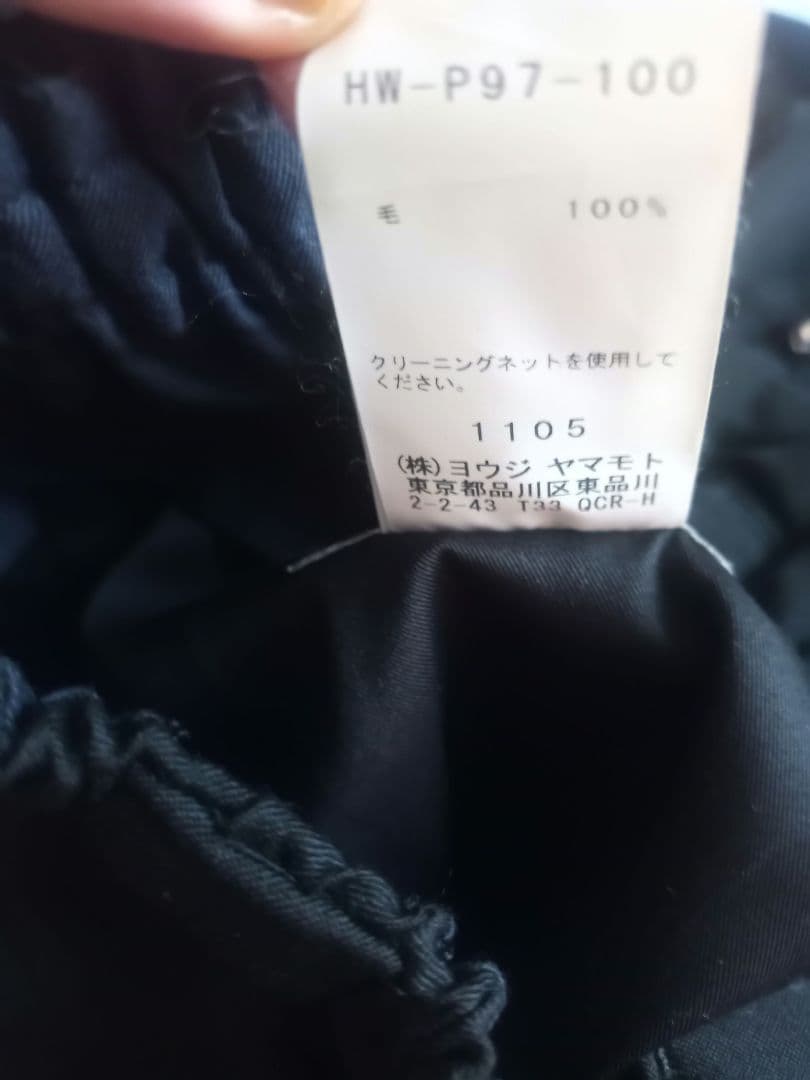 HW-P97-100
毛 100%
クリーニングネットを使用して
ください。
1105
(株)ヨウジ ヤマモト
東京都品川区東品川
2-2-43 T33 QCR-H